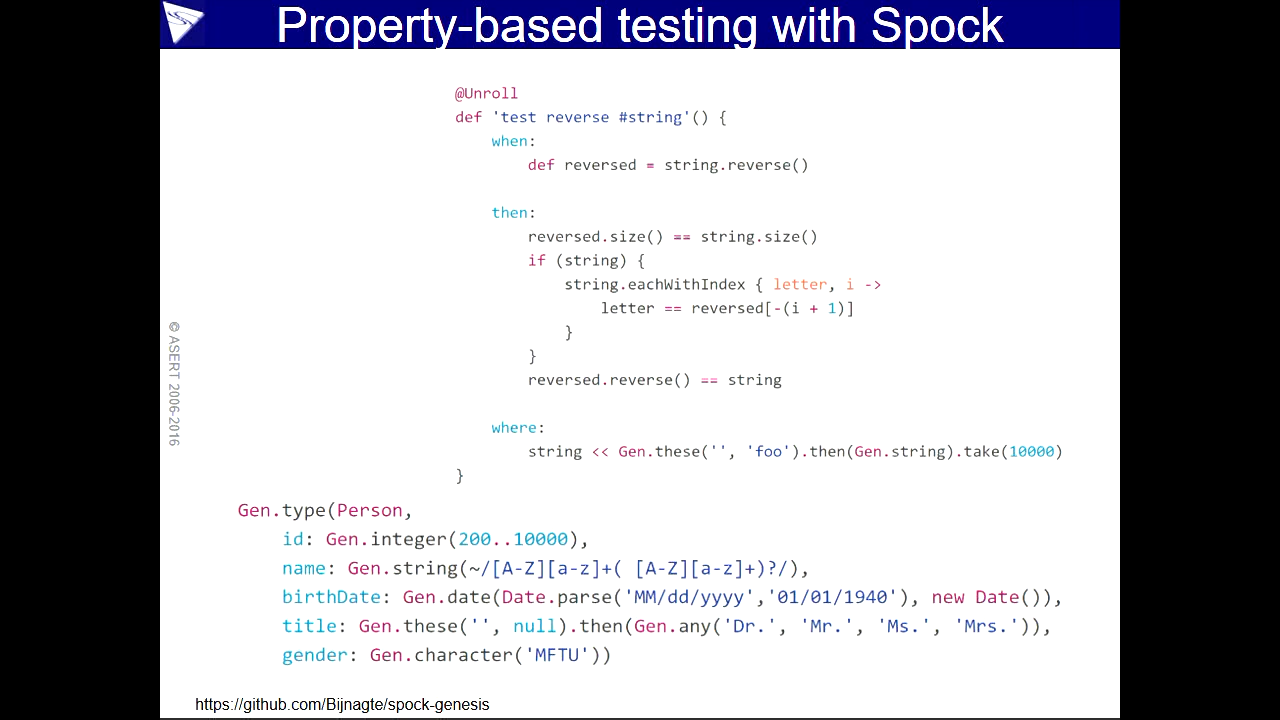 Property-based testing with Spock
@Unroll
def 'test reverse #string'() {
when:
def reversed = string.reverse()
then:
reversed.size() == string.size()
if (string) {
string.eachWithIndex { letter, i ->
letter == reversed[-(i + 1)]
}
}
reversed.reverse() == string
where:
string << Gen.these('', 'foo').then(Gen.string).take(10000)
}
Gen.type(Person,
id: Gen.integer(200..10000),
name: Gen.string(~/[A-Z][a-z]+( [A-Z][a-z]+)?/),
birthDate: Gen.date(Date.parse('MM/dd/yyyy','01/01/1940'), new Date()),
title: Gen.these('', null).then(Gen.any('Dr.', 'Mr.', 'Ms.', 'Mrs.')),
gender: Gen.character('MFTU'))
https://github.com/Bijnagte/spock-genesis
© ASERT 2006-2016